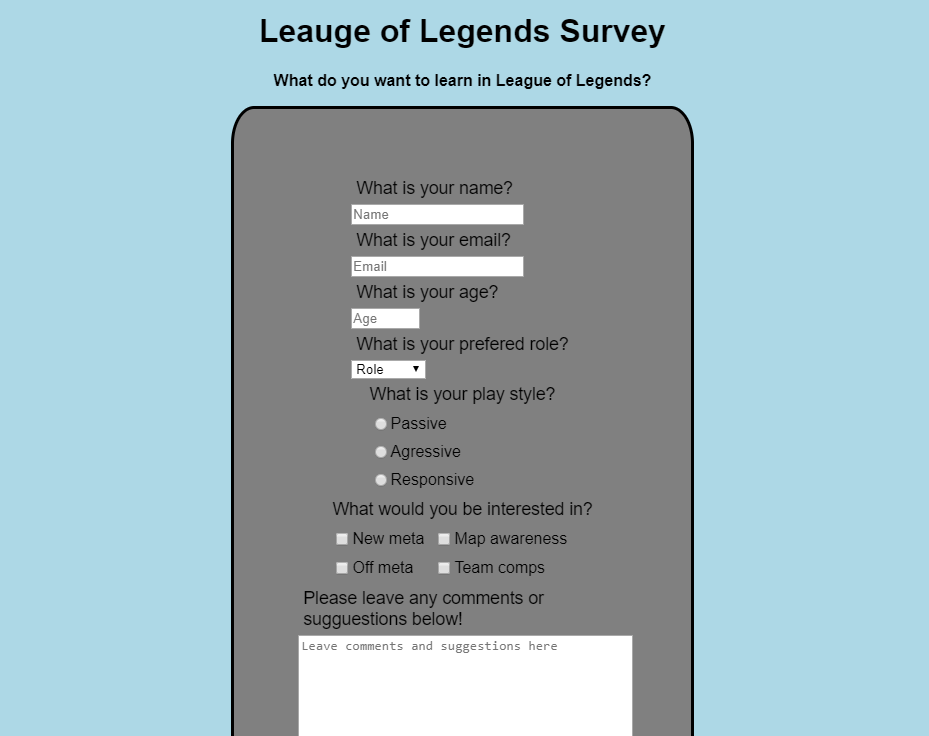 Leauge of Legends Survey
What do you want to learn in League of Legends?
What is your name?
Name
What is your email?
Email
What is your age?
Age
What is your prefered role?
Role
What is your play style?
Passive
Agressive
Responsive
What would you be interested in?
New meta Map awareness
Off meta Team comps
Please leave any comments or
sugguestions below!
Leave comments and suggestions here